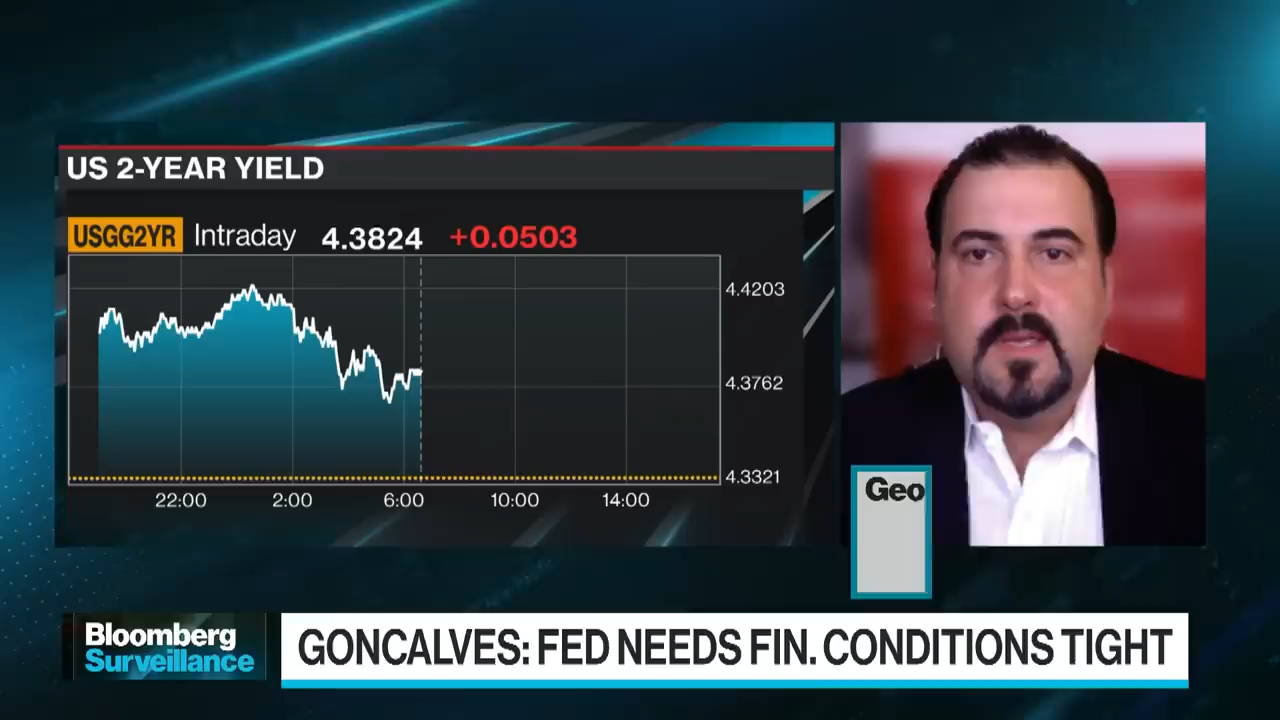 US 2-YEAR YIELD
USGG2YR Intraday 4.3824 +0.0503
4.4203
4.3762
4.3321
22:00 2:00 6:00 10:00 14:00
Geo
Bloomberg
Surveillance
GONCALVES: FED NEEDS FIN. CONDITIONS TIGHT